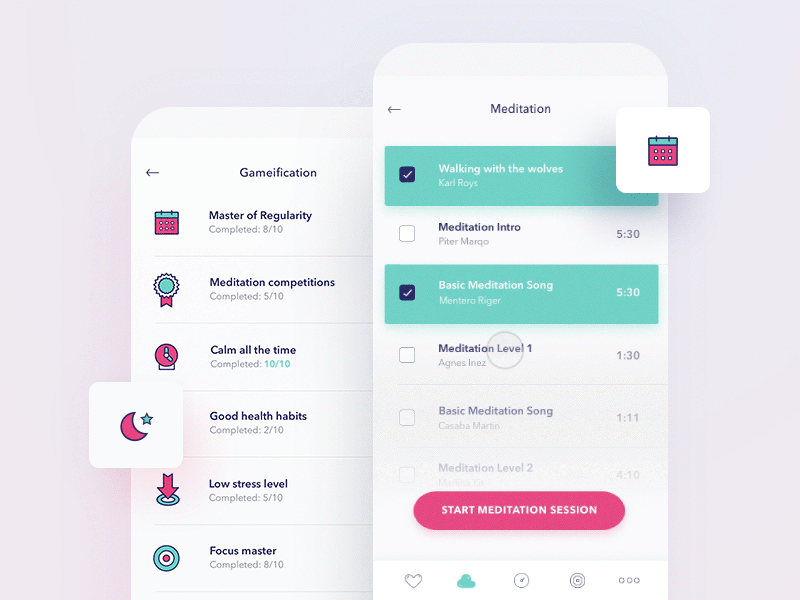 Gameification
Master of Regularity
Completed: 8/10
Meditation competitions
Completed: 5/10
Calm all the time
Completed: 10/10
Good health habits
Completed: 2/10
Low stress level
Completed: 5/10
Focus master
Completed: 8/10
Meditation
Walking with the wolves
Karl Roys
Meditation Intro
Piter Marqo
5:30
Basic Meditation Song
Mentero Riger
5:30
Meditation Level 1
Agnes Inez
1:30
Basic Meditation Song
Casaba Martin
1:11
Meditation Level 2
4:10
START MEDITATION SESSION